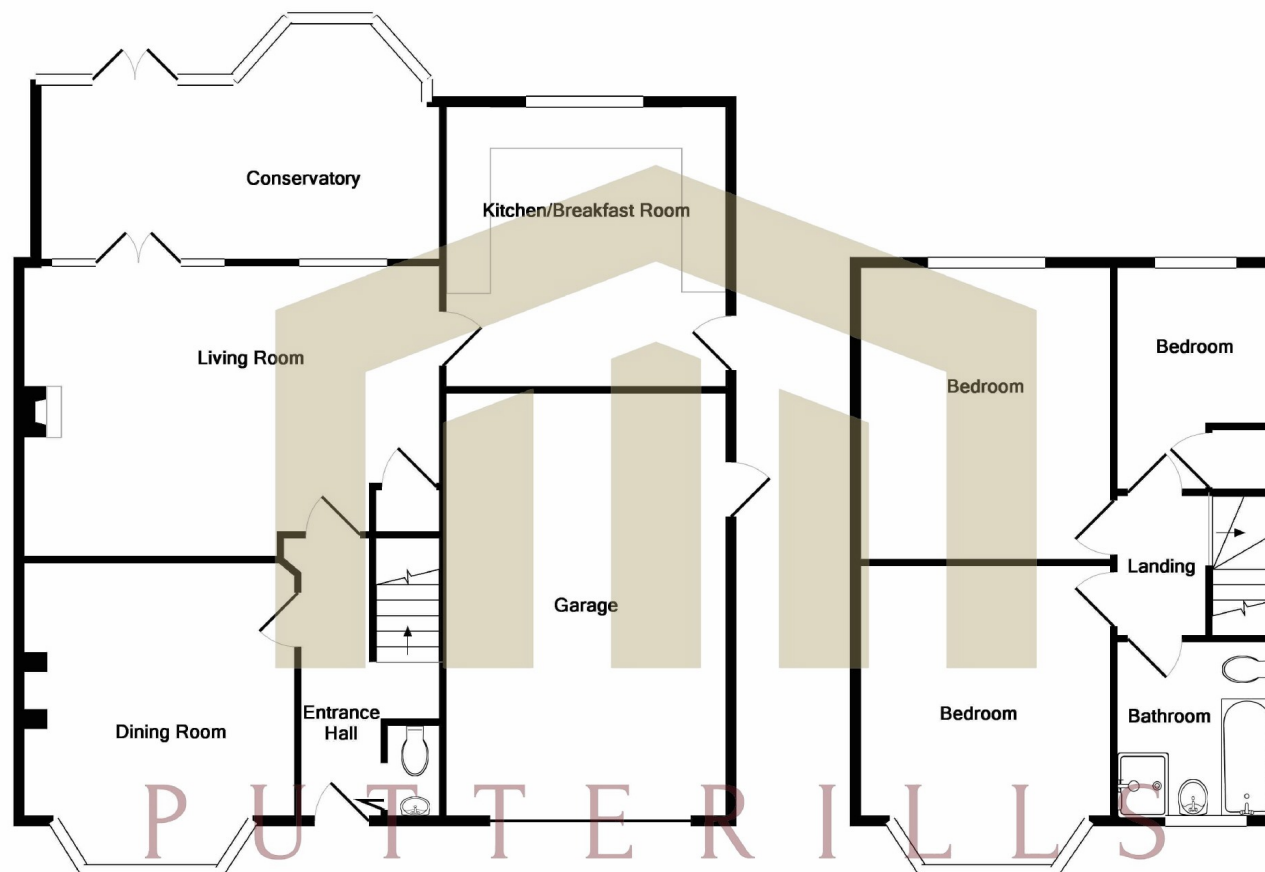 Conservatory
Kitchen/Breakfast Room
Living Room
Bedroom
Bedroom
Landing
Garage
Dining Room
Entrance
Hall
Bedroom
Bathroom
PUTTERILLS